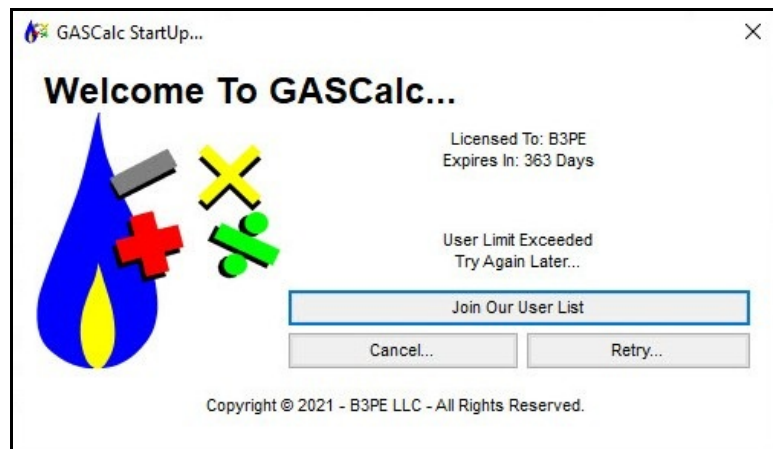 GASCalc StartUp...
Welcome To GASCalc...
Licensed To: B3PE
Expires In: 363 Days
User Limit Exceeded
Try Again Later...
Join Our User List
Cancel...
Retry...
Copyright © 2021 - B3PE LLC - All Rights Reserved.